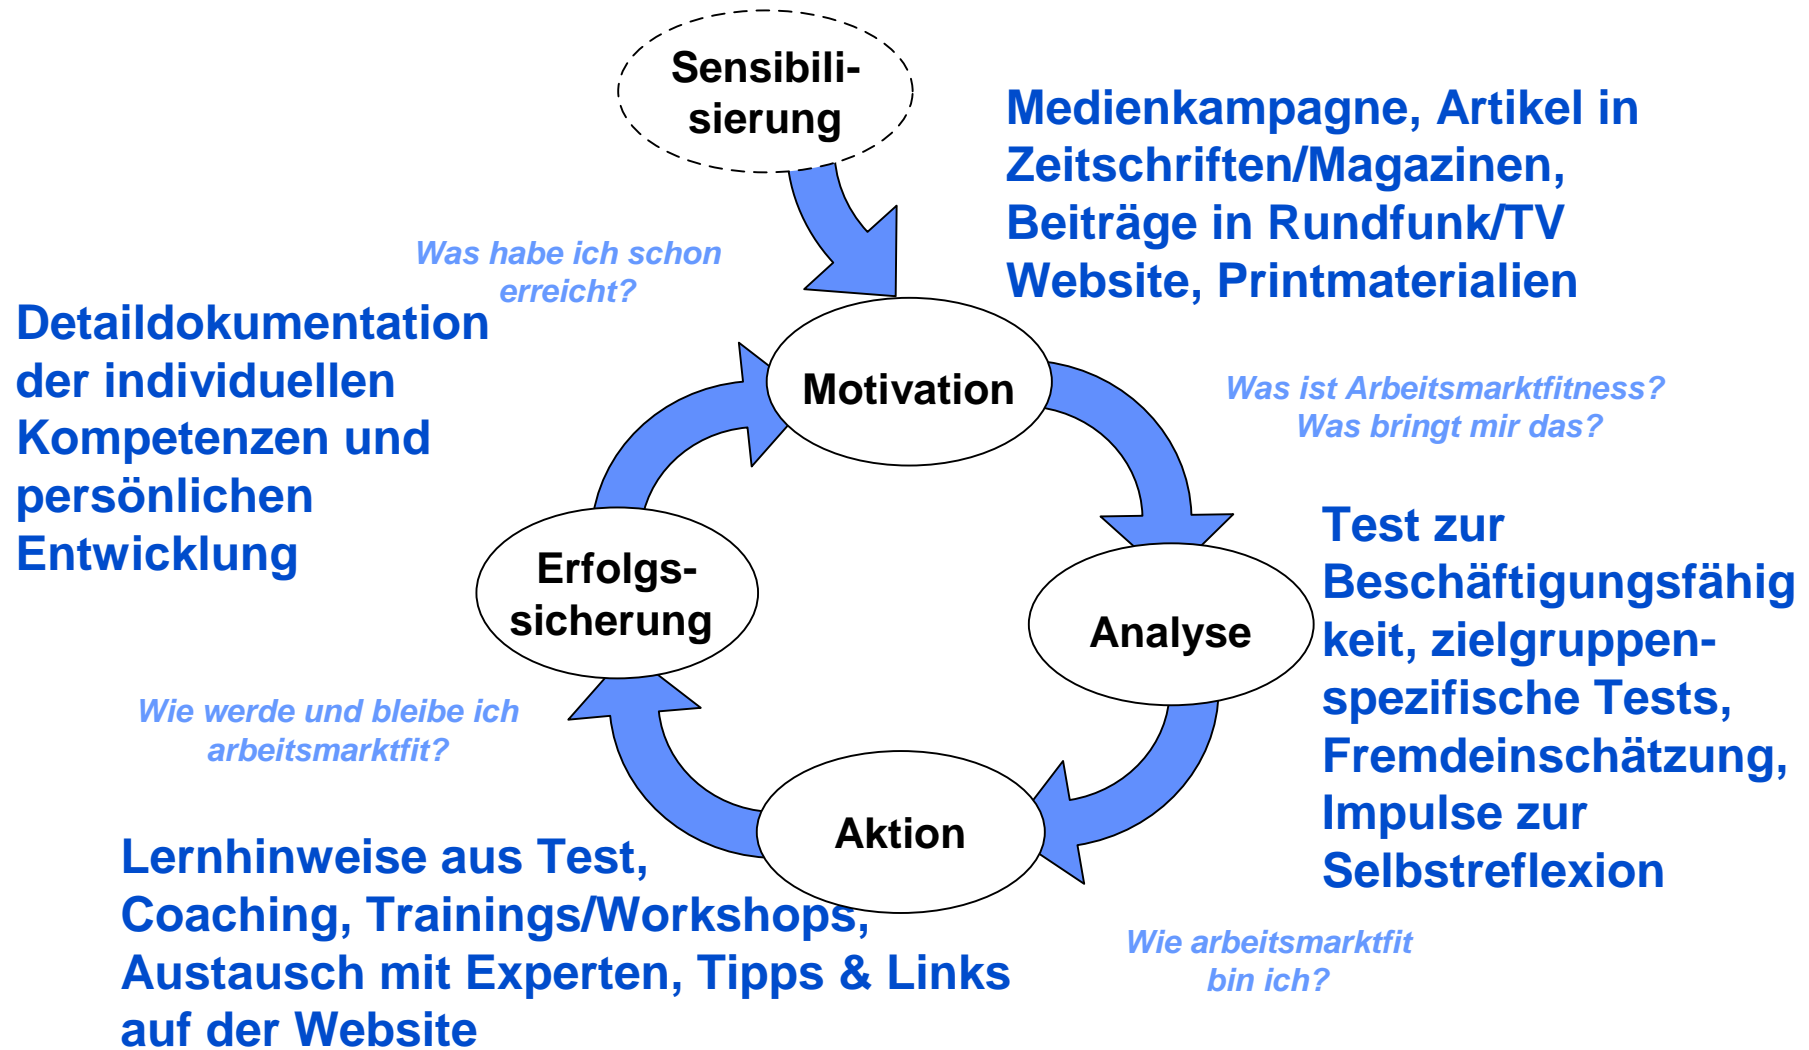 Sensibili-
sierung
Medienkampagne, Artikel in
Zeitschriften/Magazinen,
Beiträge in Rundfunk/TV
Website, Printmaterialien
Was habe ich schon
erreicht?
Detaildokumentation
der individuellen
Kompetenzen und
persönlichen
Entwicklung
Motivation
Was ist Arbeitsmarktfitness?
Was bringt mir das?
Erfolgs-
sicherung
Analyse
Test zur
Beschäftigungsfähig
keit, zielgruppen-
spezifische Tests,
Fremdeinschätzung,
Impulse zur
Selbstreflexion
Wie werde und bleibe ich
arbeitsmarktfit?
Aktion
Lernhinweise aus Test,
Coaching, Trainings/Workshops,
Austausch mit Experten, Tipps & Links
auf der Website
Wie arbeitsmarktfit
bin ich?